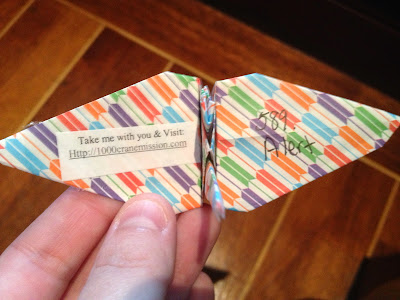 Take me with you & Visit:
Http://1000cranemission.com
589
Alert